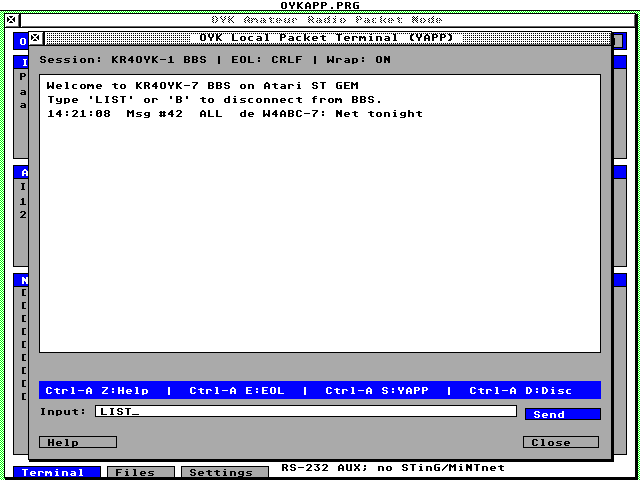 OYKAPP.PRG
OYK Amateur Radio Packet Node
OYK Local Packet Terminal (YAPP)
Session: KR4OYK-1 BBS | EOL: CRLF | Wrap: ON
Welcome to KR4OYK-7 BBS on Atari ST GEM
Type 'LIST' or 'B' to disconnect from BBS.
14:21:08 Msg #42 ALL de W4ABC-7: Net tonight
Ctrl-A Z:Help | Ctrl-A E:EOL | Ctrl-A S:YAPP | Ctrl-A D:Disc
Input: LIST_
Send
Help
Close
Terminal
Files
Settings
RS-232 AUX; no STinG/MiNTnet